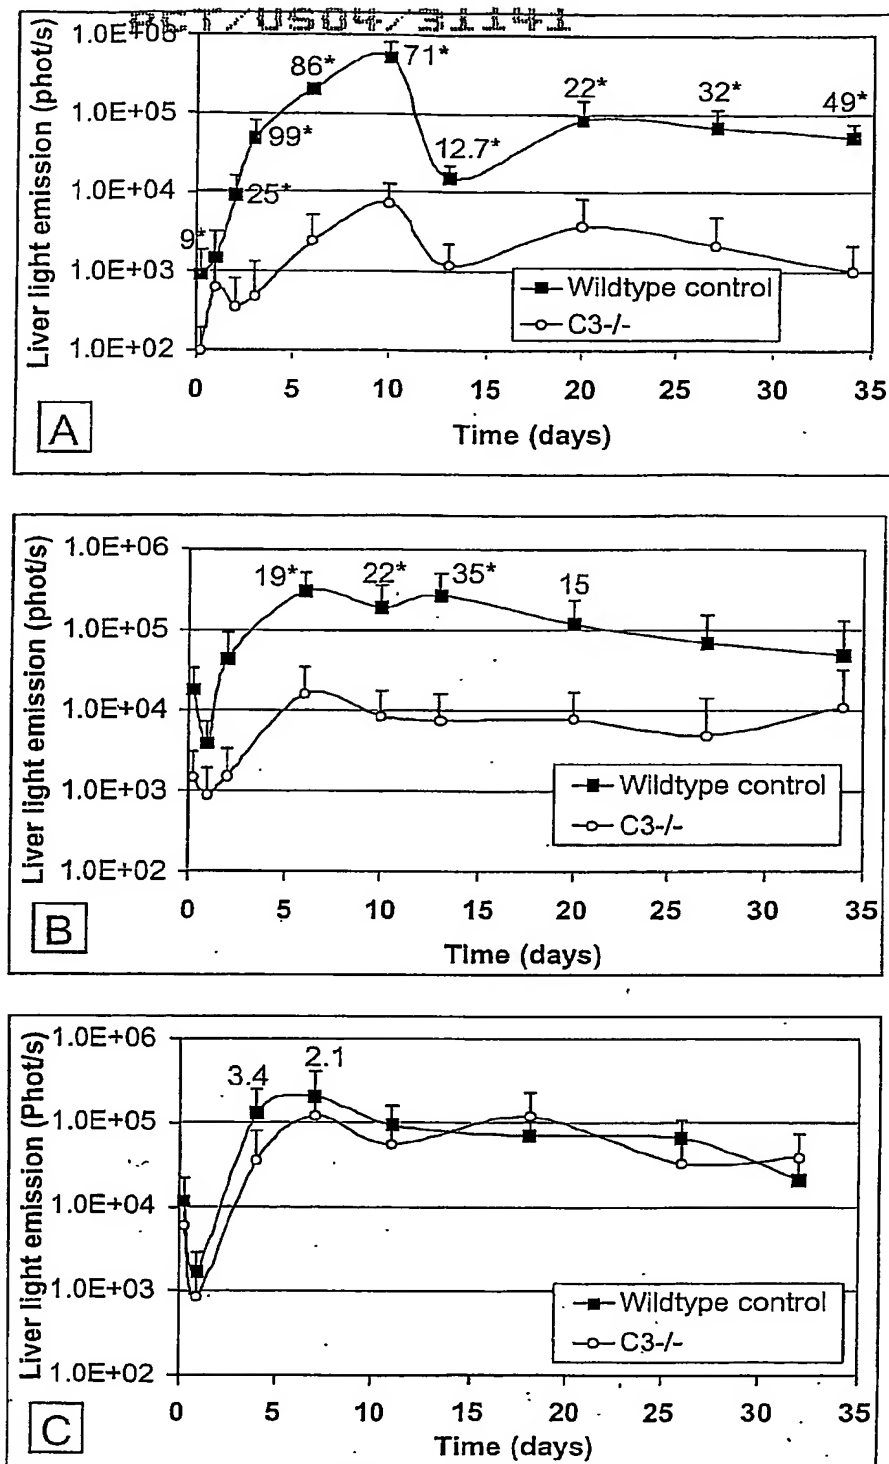 1.0E+06
1.0E+05
1.0E+04
1.0E+03
1.0E+02
Liver light emission (phot/s)
9*
25*
99*
86*
71*
12.7*
22*
32*
49*
Wildtype control
C3-/-
0 5 10 15 20 25 30 35
Time (days)
A
1.0E+06
1.0E+05
1.0E+04
1.0E+03
1.0E+02
Liver light emission (phot/s)
19*
22*
35*
15
Wildtype control
C3-/-
0 5 10 15 20 25 30 35
Time (days)
B
1.0E+06
1.0E+05
1.0E+04
1.0E+03
1.0E+02
Liver light emission (Phot/s)
3.4
2.1
Wildtype control
C3-/-
0 5 10 15 20 25 30 35
Time (days)
C